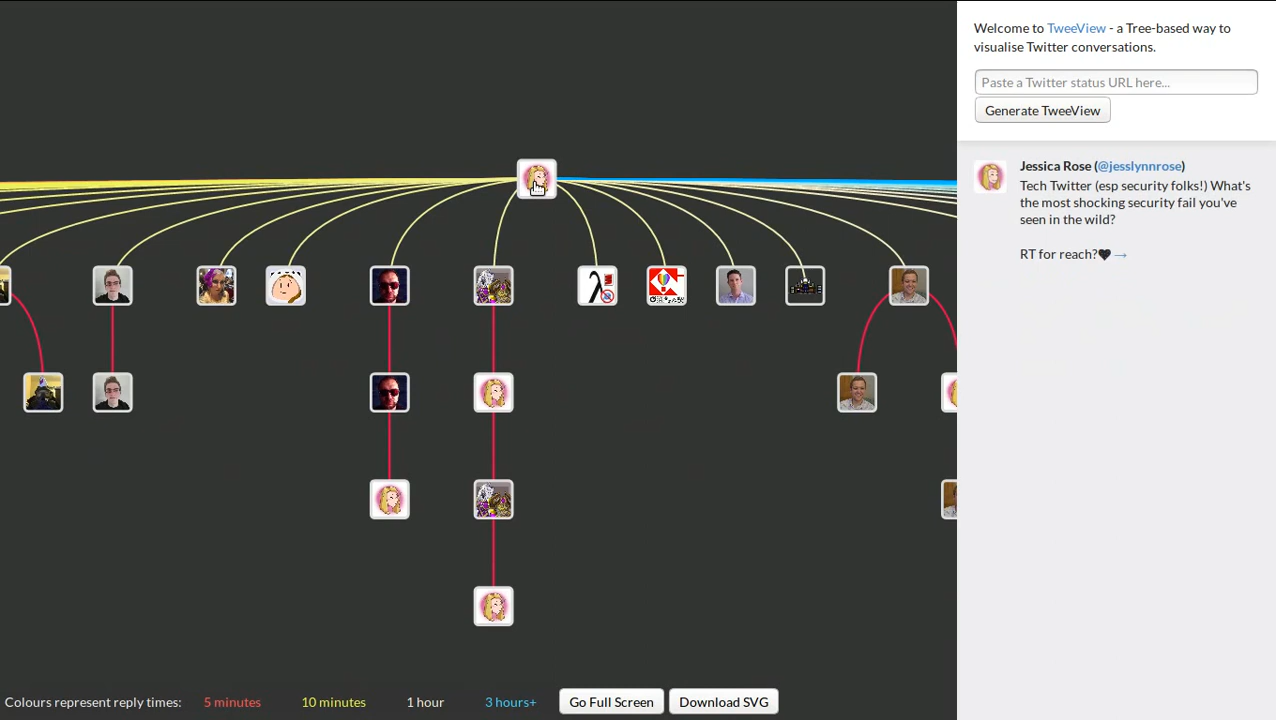 Welcome to TweeView - a Tree-based way to
visualise Twitter conversations.
Paste a Twitter status URL here...
Generate TweeView
Jessica Rose (@jesslynnrose)
Tech Twitter (esp security folks!) What's
the most shocking security fail you've
seen in the wild?
RT for reach?🖤 →
Colours represent reply times: 5 minutes 10 minutes 1 hour 3 hours+ Go Full Screen Download SVG